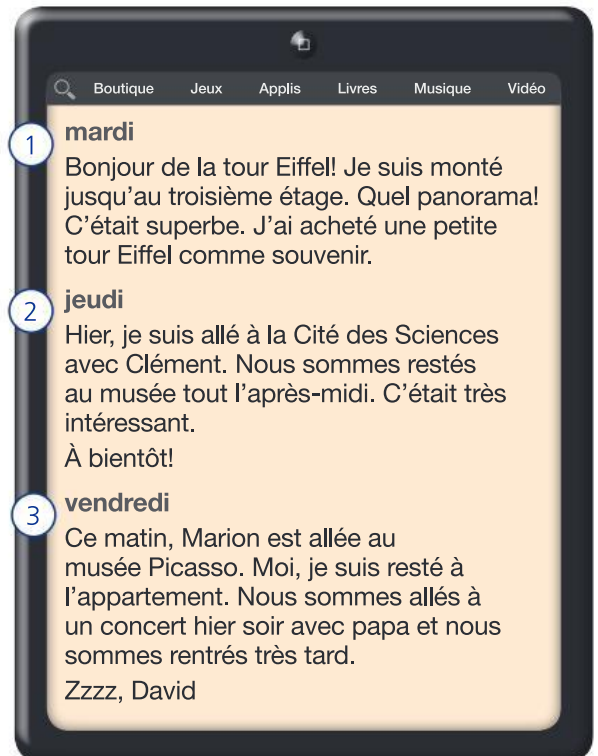 Boutique Jeux Applis Livres Musique Vidéo
1
mardi
Bonjour de la tour Eiffel! Je suis monté
jusqu'au troisième étage. Quel panorama!
C'était superbe. J'ai acheté une petite
tour Eiffel comme souvenir.
2
jeudi
Hier, je suis allé à la Cité des Sciences
avec Clément. Nous sommes restés
au musée tout l'après-midi. C'était très
intéressant.
À bientôt!
3
vendredi
Ce matin, Marion est allée au
musée Picasso. Moi, je suis resté à
l'appartement. Nous sommes allés à
un concert hier soir avec papa et nous
sommes rentrés très tard.
Zzzz, David